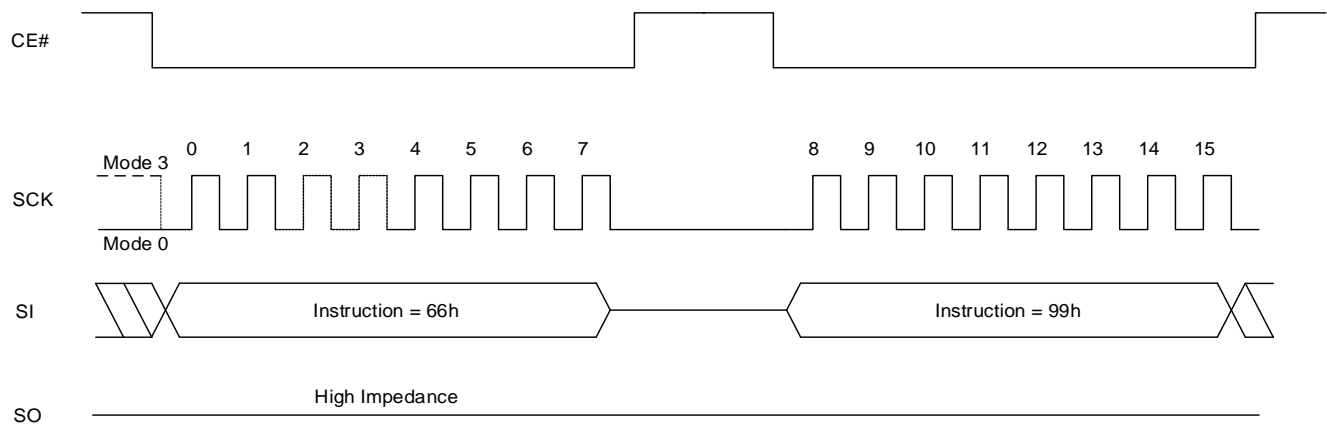 CE#
0 1 2 3 4 5 6 7 8 9 10 11 12 13 14 15
Mode 3
SCK
Mode 0
SI
Instruction = 66h
Instruction = 99h
High Impedance
SO